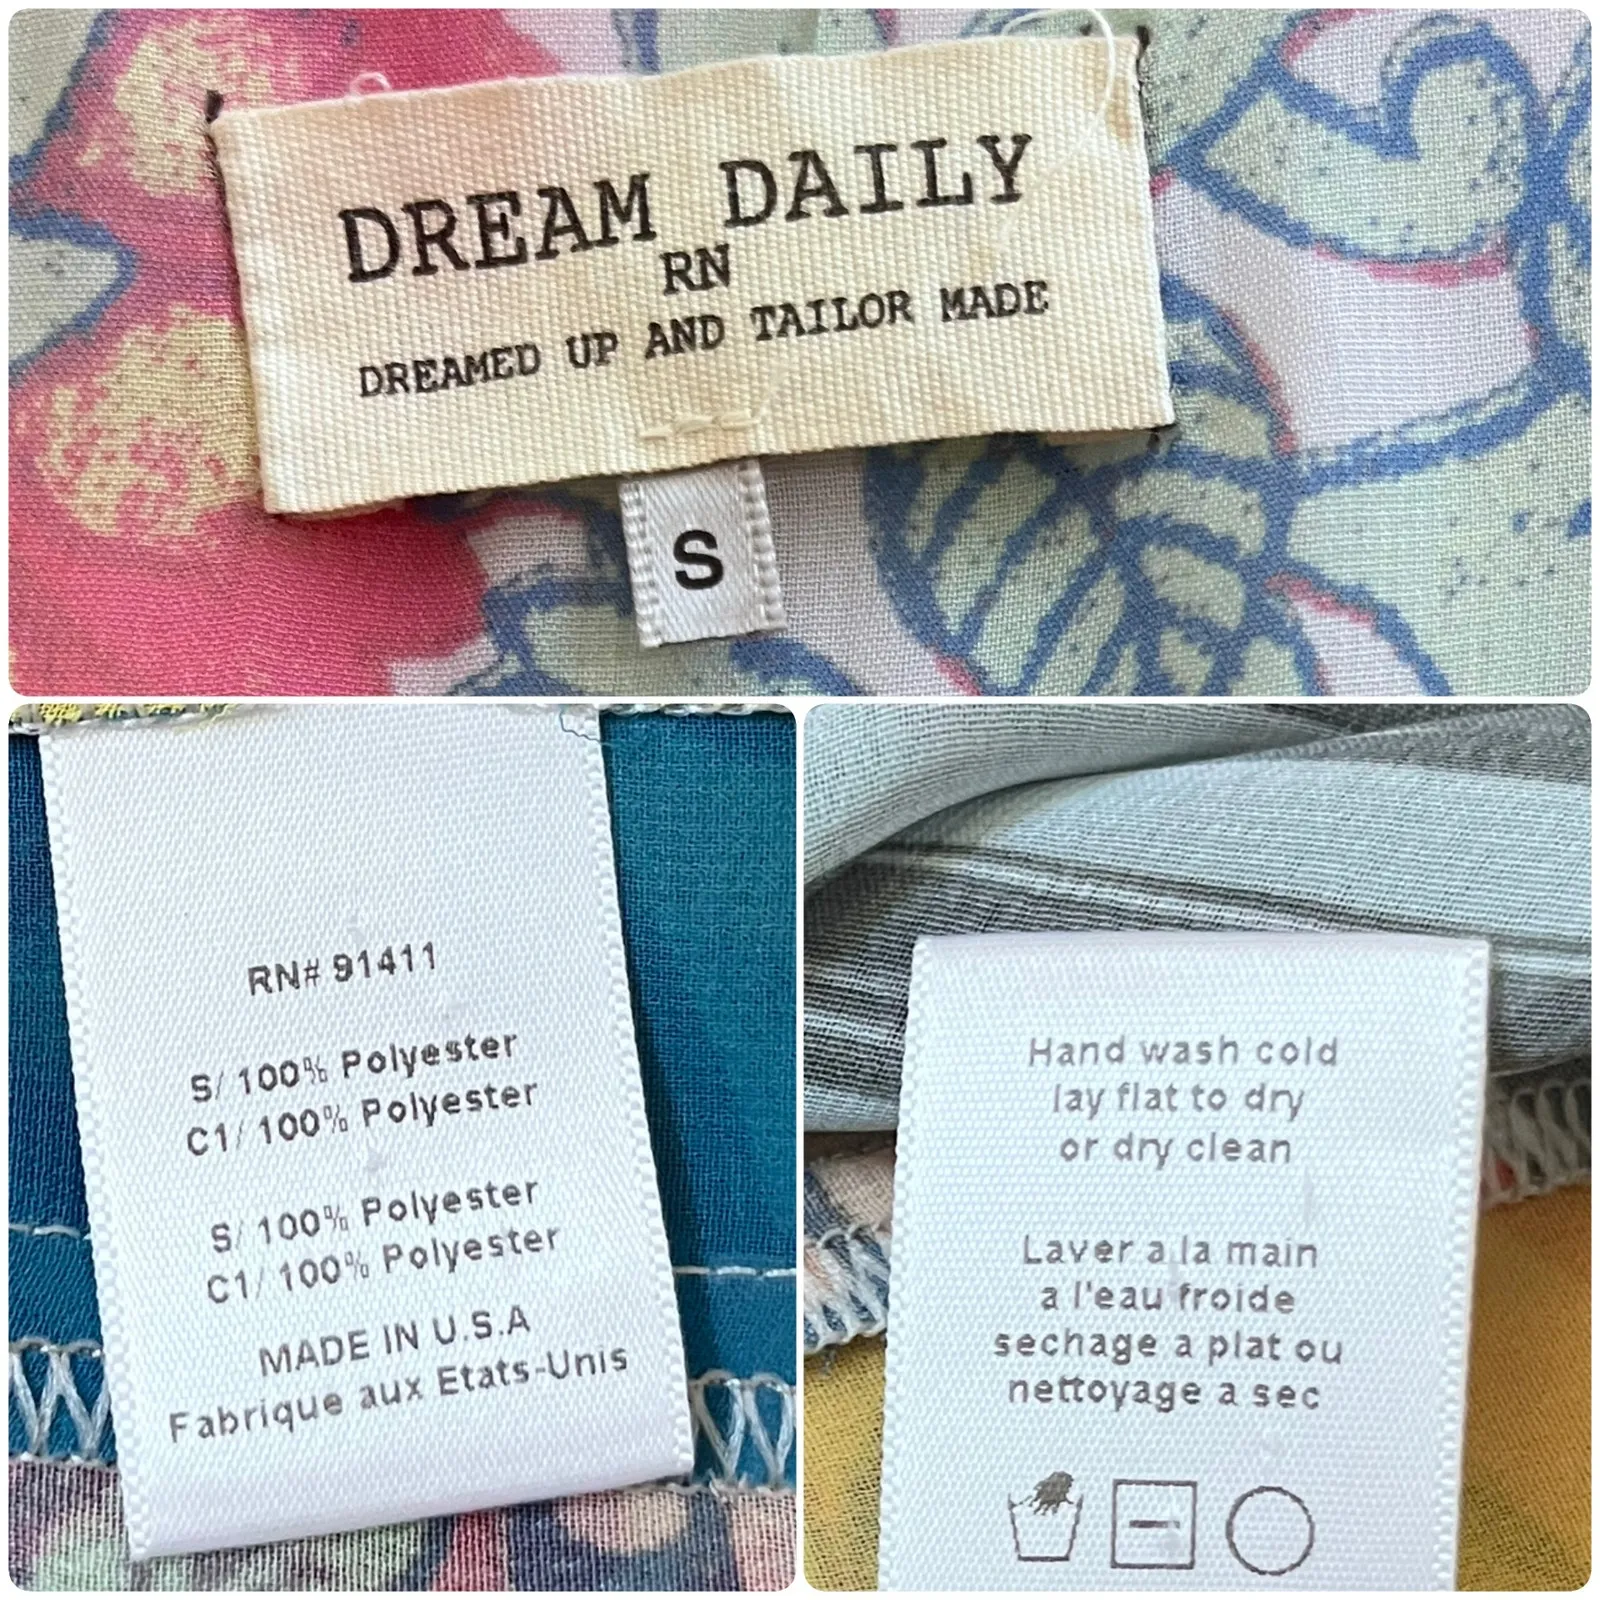 DREAM DAILY
RN
DREAMED UP AND TAILOR MADE
S
RN# 91411
S/ 100% Polyester
C1/ 100% Polyester
S/ 100% Polyester
C1/ 100% Polyester
MADE IN U.S.A
Fabrique aux Etats-Unis
Hand wash cold
lay flat to dry
or dry clean
Laver a la main
a l'eau froide
sechage a plat ou
nettoyage a sec